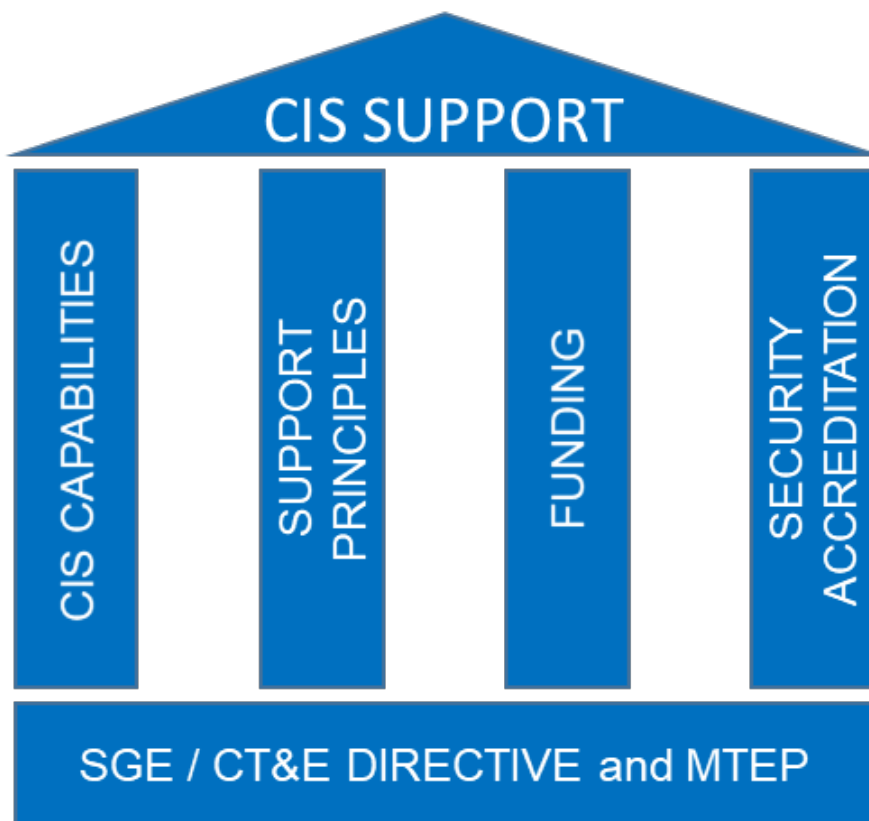 CIS SUPPORT
CIS CAPABILITIES
SUPPORT
PRINCIPLES
FUNDING
SECURITY
ACCREDITATION
SGE / CT&E DIRECTIVE and MTEP